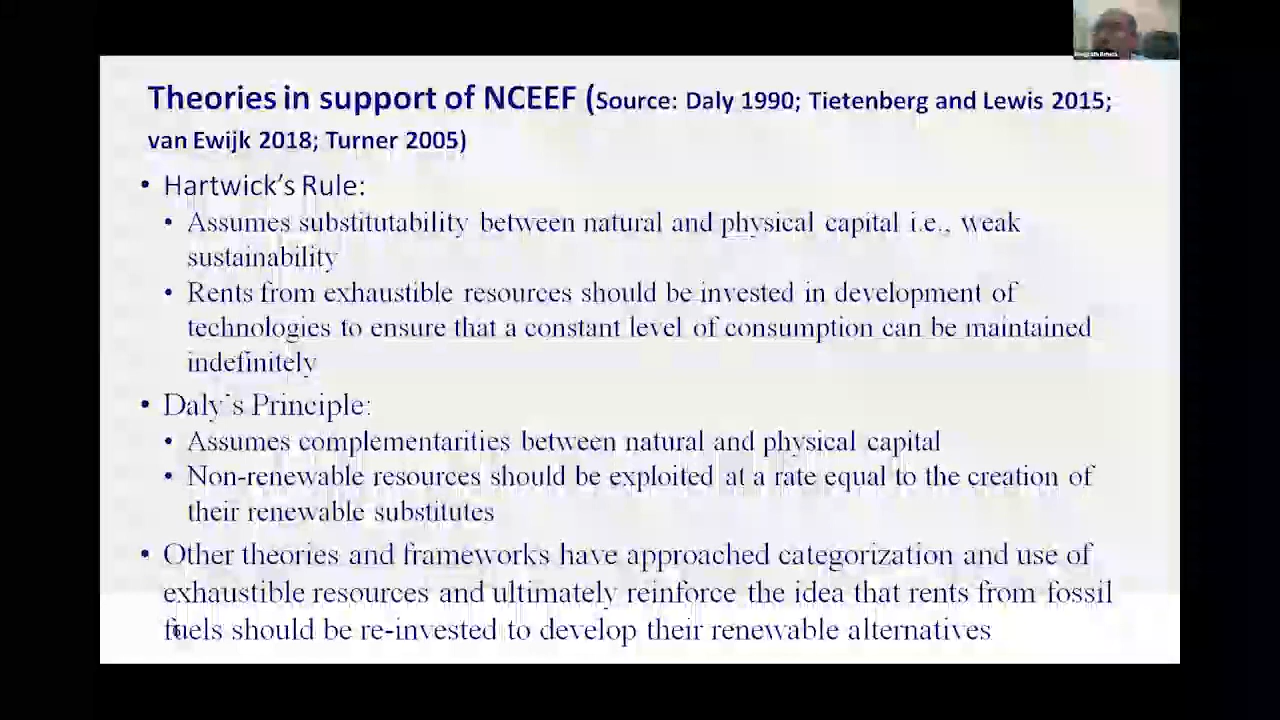 Theories in support of NCEEF (Source: Daly 1990; Tietenberg and Lewis 2015;
van Ewijk 2018; Turner 2005)
• Hartwick's Rule:
• Assumes substitutability between natural and physical capital i.e., weak
sustainability
• Rents from exhaustible resources should be invested in development of
technologies to ensure that a constant level of consumption can be maintained
indefinitely
• Daly's Principle:
• Assumes complementarities between natural and physical capital
• Non-renewable resources should be exploited at a rate equal to the creation of
their renewable substitutes
• Other theories and frameworks have approached categorization and use of
exhaustible resources and ultimately reinforce the idea that rents from fossil
fuels should be re-invested to develop their renewable alternatives